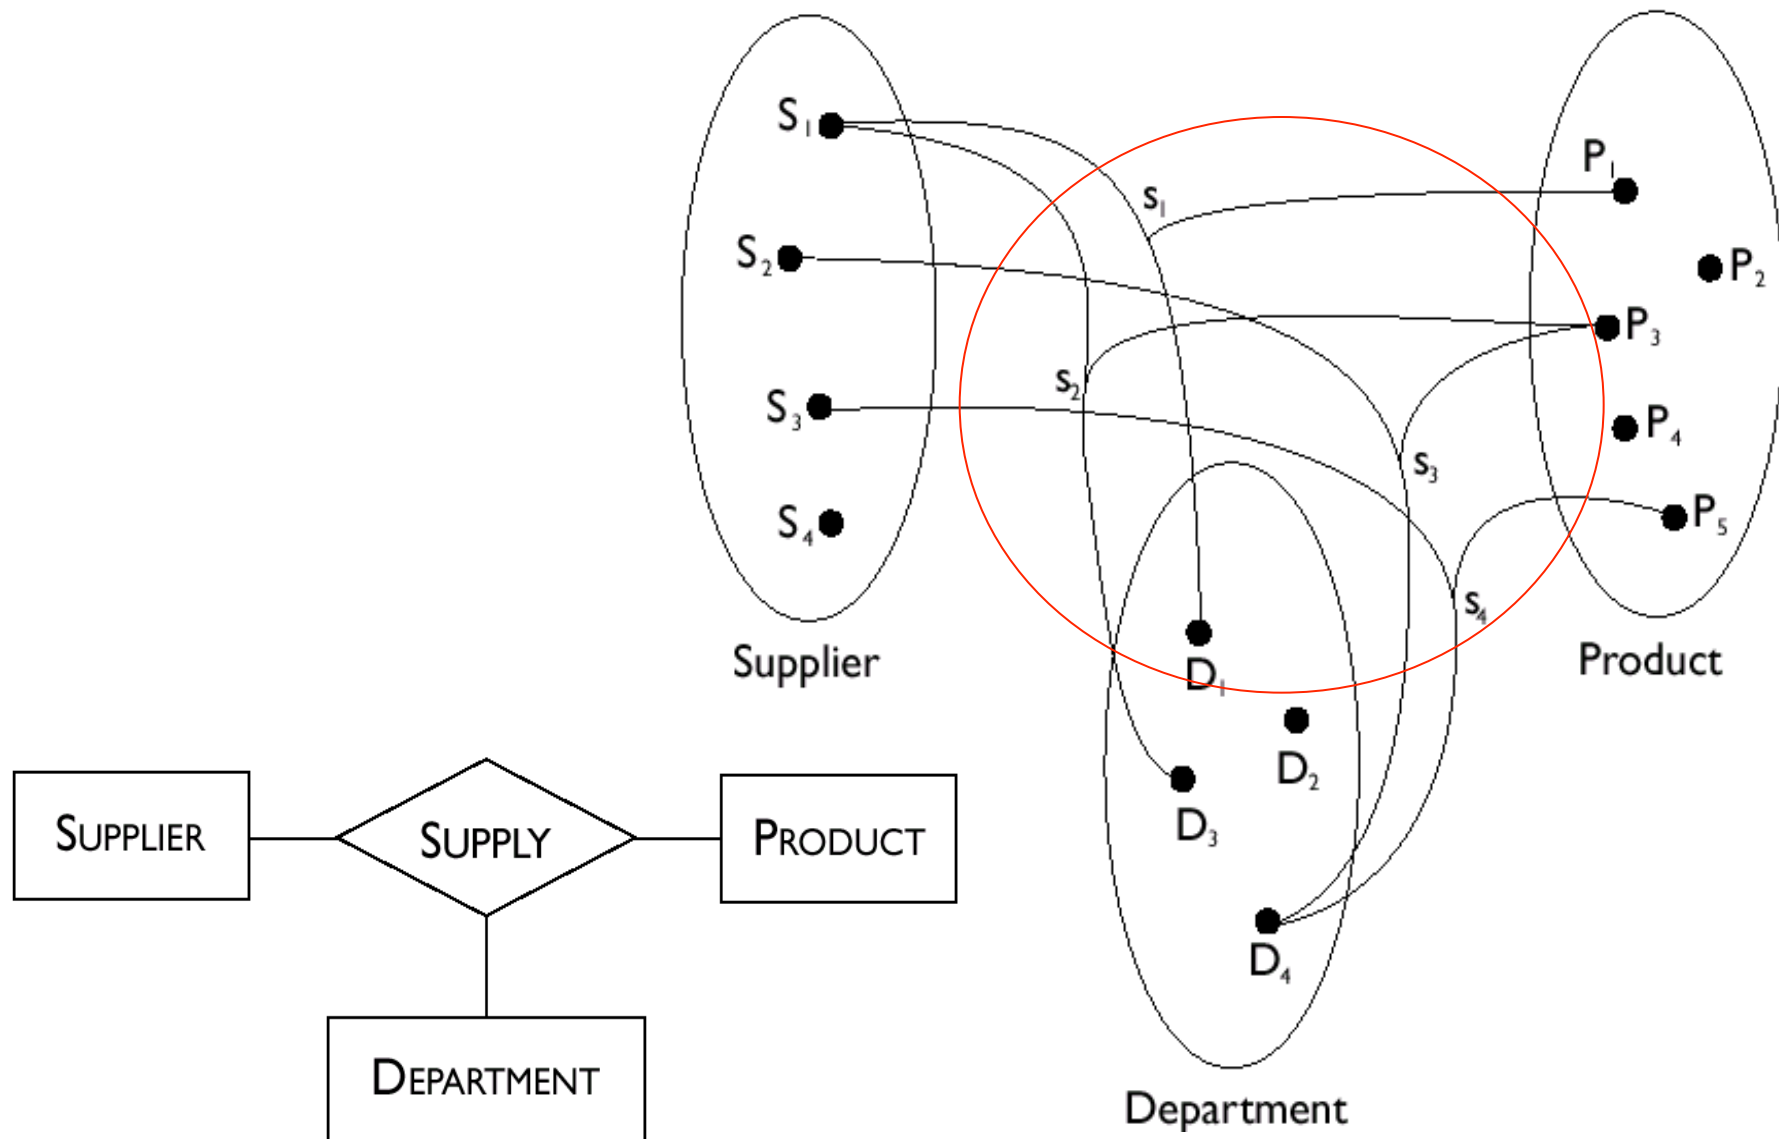 S₁
S₂
S₃
S₄
Supplier
s₁
s₂
s₃
s₄
P₁
P₂
P₃
P₄
P₅
Product
D₁
D₂
D₃
D₄
Department
SUPPLIER
SUPPLY
PRODUCT
DEPARTMENT